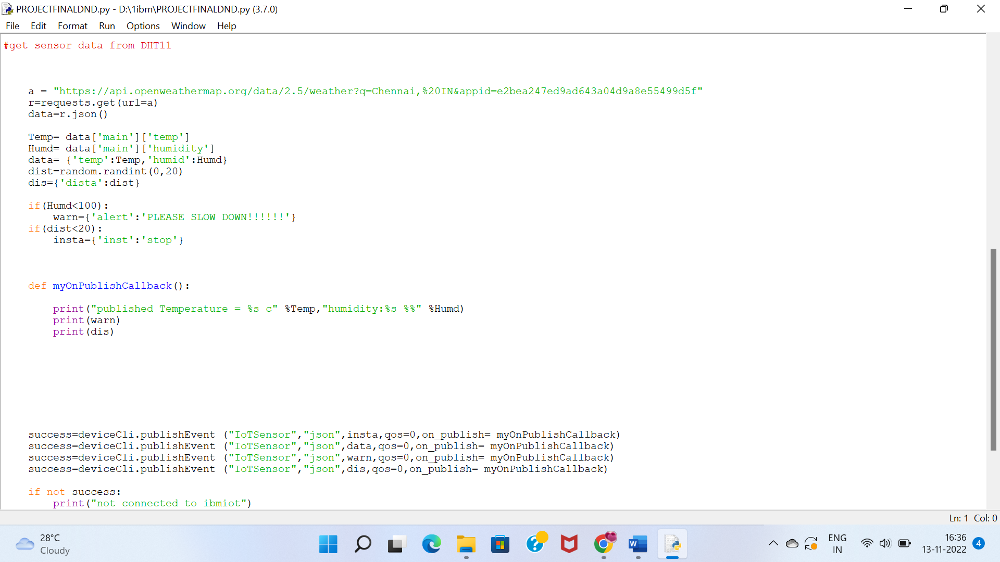 PROJECTFINALDND.py - D:\1ibm\PROJECTFINALDND.py (3.7.0)
File Edit Format Run Options Window Help
#get sensor data from DHT11
a = "https://api.openweathermap.org/data/2.5/weather?q=Chennai,%20IN&appid=e2bea247ed9ad643a04d9a8e55499d5f"
r=requests.get(url=a)
data=r.json()
Temp= data['main']['temp']
Humd= data['main']['humidity']
data= {'temp':Temp,'humid':Humd}
dist=random.randint(0,20)
dis={'dista':dist}
if(Humd<100):
warn={'alert':'PLEASE SLOW DOWN!!!!!!'}
if(dist<20):
insta={'inst':'stop'}
def myOnPublishCallback():
print("published Temperature = %s c" %Temp,"humidity:%s %%" %Humd)
print(warn)
print(dis)
success=deviceCli.publishEvent ("IoTSensor","json",insta,qos=0,on_publish= myOnPublishCallback)
success=deviceCli.publishEvent ("IoTSensor","json",data,qos=0,on_publish= myOnPublishCallback)
success=deviceCli.publishEvent ("IoTSensor","json",warn,qos=0,on_publish= myOnPublishCallback)
success=deviceCli.publishEvent ("IoTSensor","json",dis,qos=0,on_publish= myOnPublishCallback)
if not success:
print("not connected to ibmiot")
Ln: 1 Col: 0
28°C
Cloudy
W
ENG
IN
16:36
13-11-2022
4